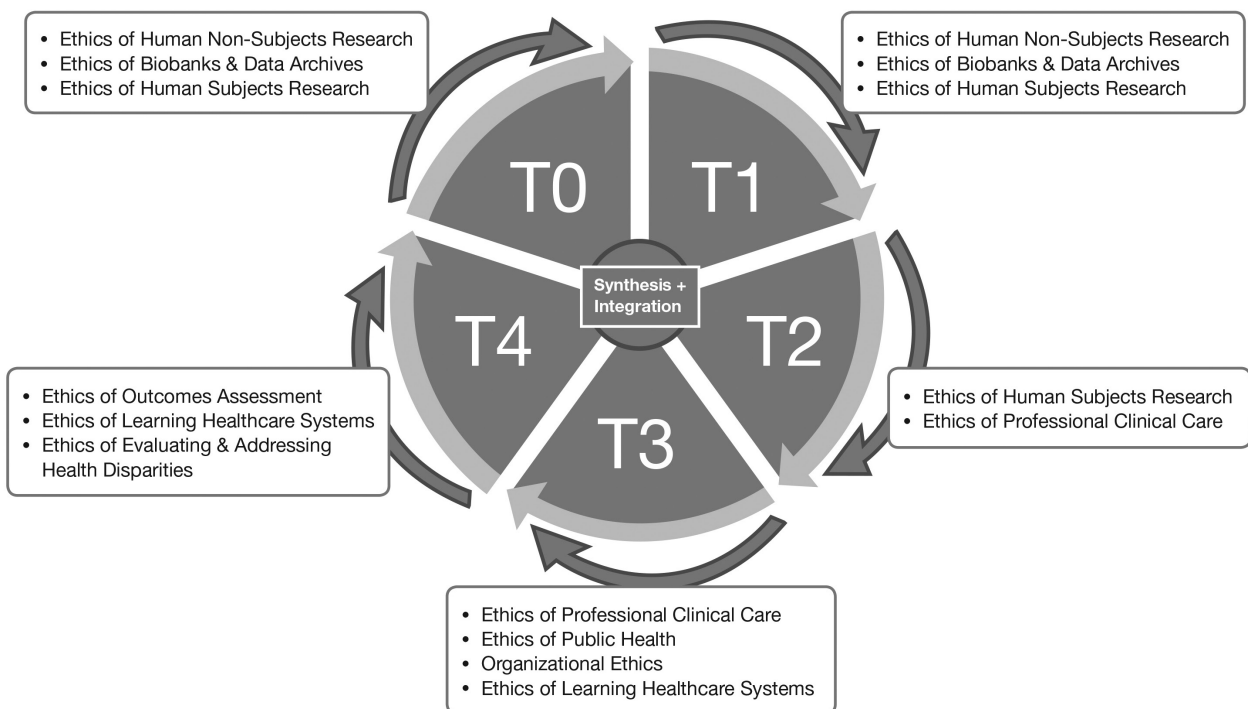 • Ethics of Human Non-Subjects Research
• Ethics of Biobanks & Data Archives
• Ethics of Human Subjects Research
• Ethics of Human Non-Subjects Research
• Ethics of Biobanks & Data Archives
• Ethics of Human Subjects Research
T0
T1
Synthesis +
Integration
T4
T2
T3
• Ethics of Outcomes Assessment
• Ethics of Learning Healthcare Systems
• Ethics of Evaluating & Addressing
Health Disparities
• Ethics of Human Subjects Research
• Ethics of Professional Clinical Care
• Ethics of Professional Clinical Care
• Ethics of Public Health
• Organizational Ethics
• Ethics of Learning Healthcare Systems